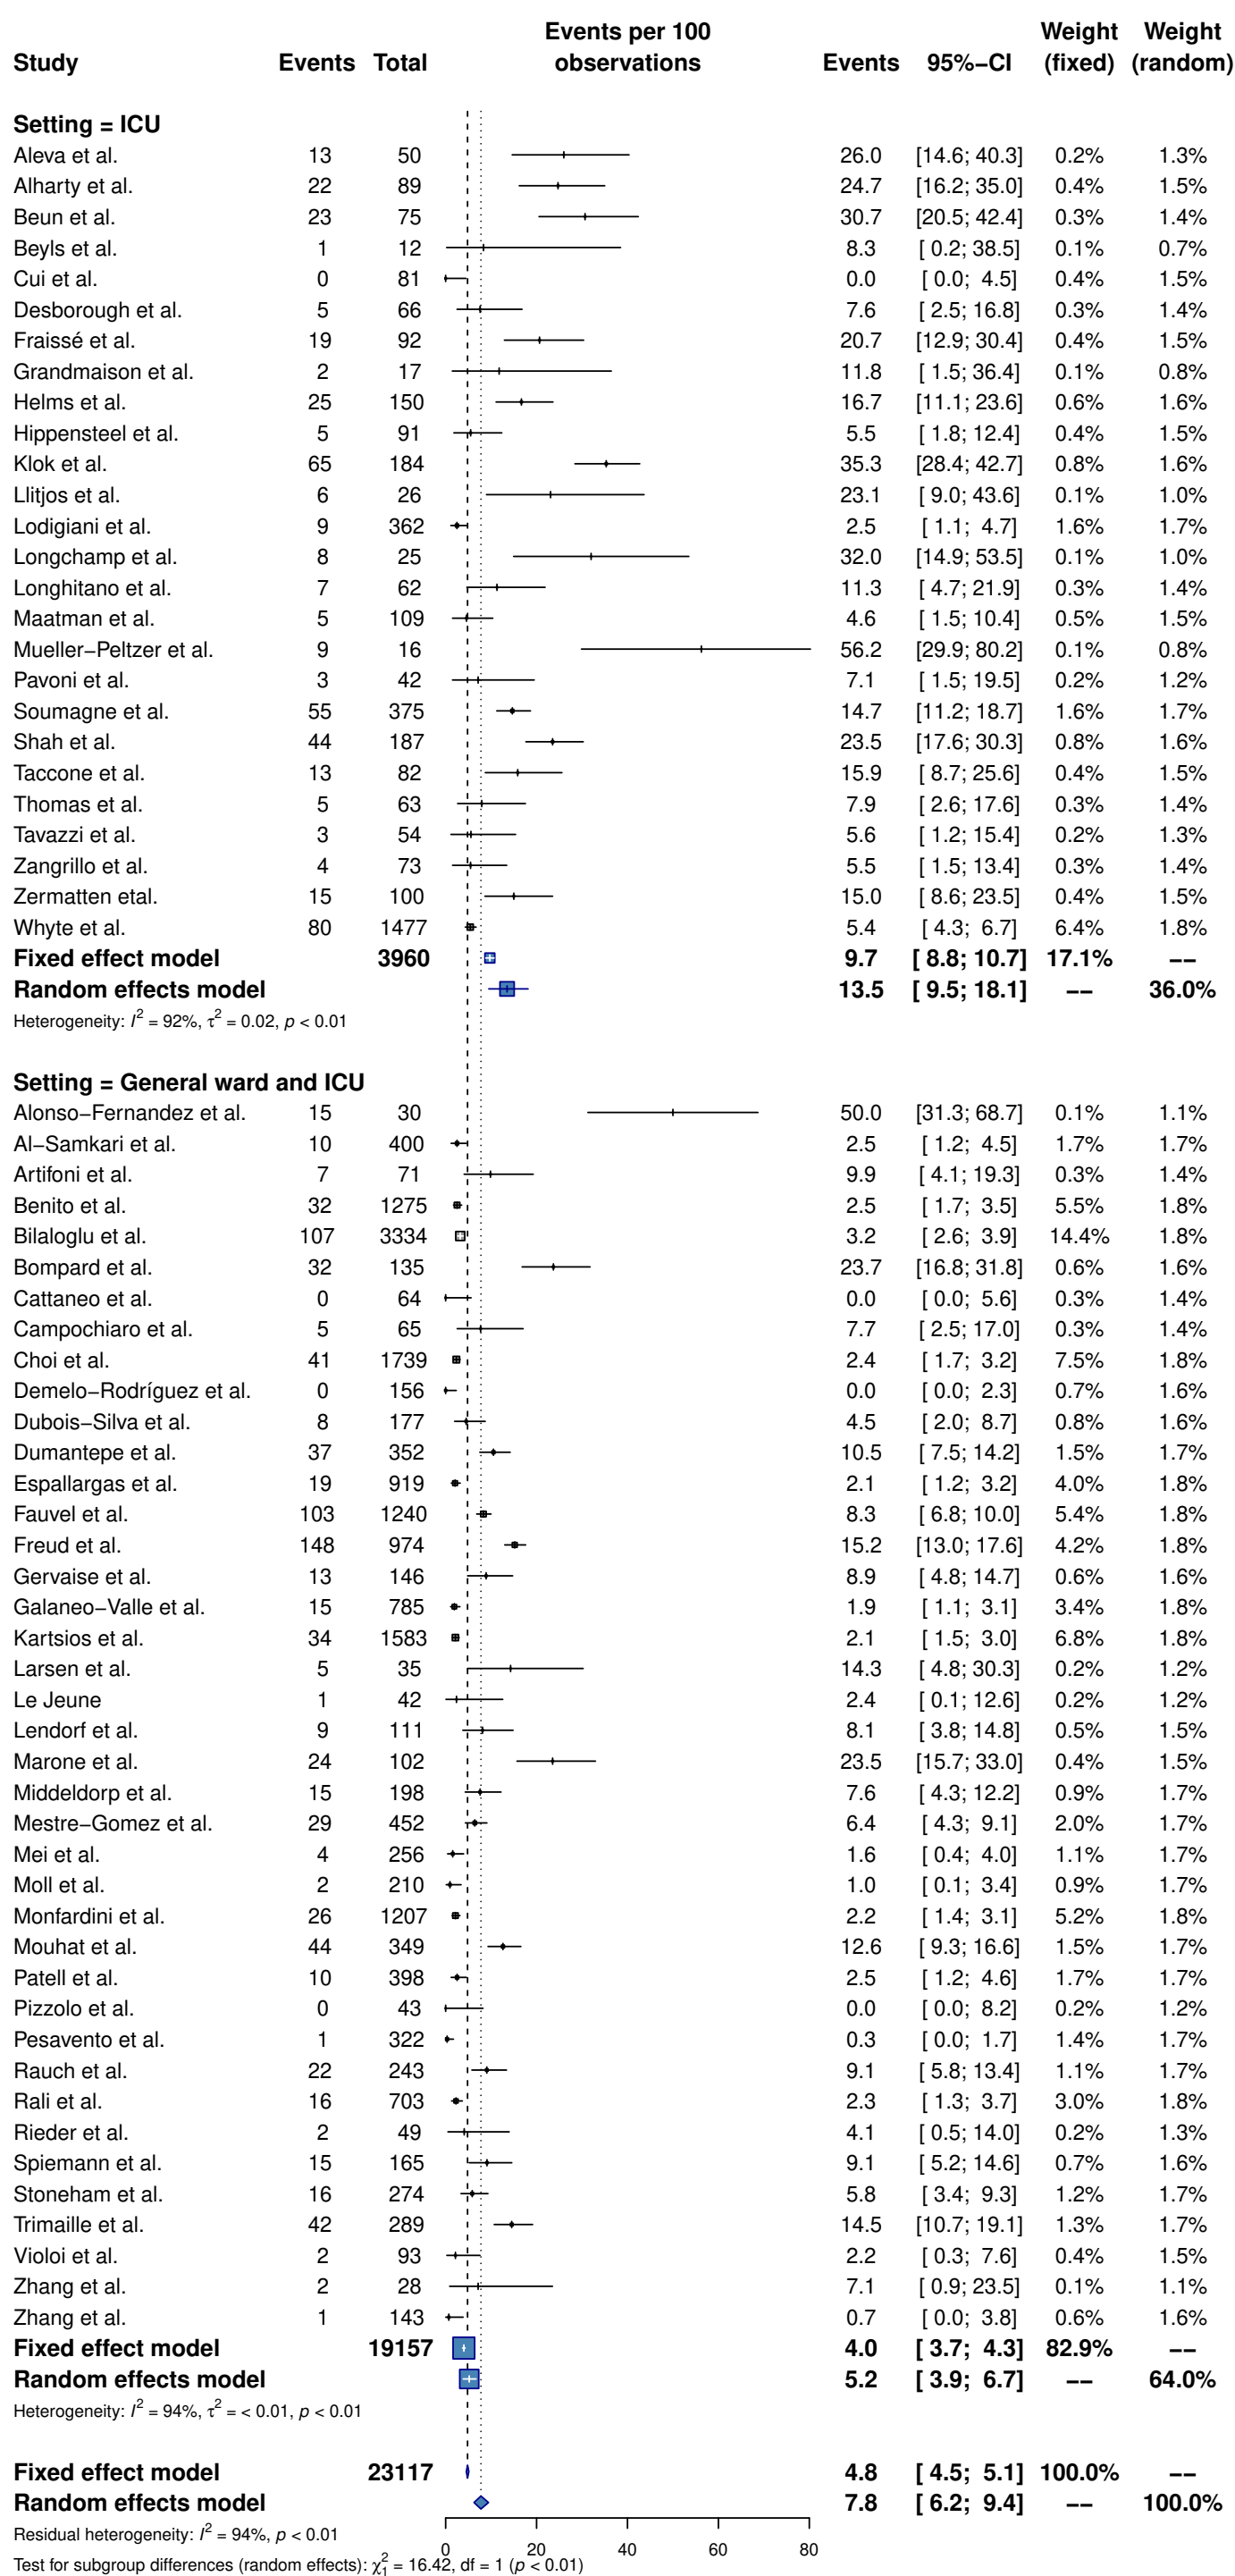 Events per 100 Weight Weight
Study Events Total observations Events 95%−CI (fixed) (random)
Setting = ICU
Aleva et al. 13 50 26.0 [14.6; 40.3] 0.2% 1.3%
Alharty et al. 22 89 24.7 [16.2; 35.0] 0.4% 1.5%
Beun et al. 23 75 30.7 [20.5; 42.4] 0.3% 1.4%
Beyls et al. 1 12 8.3 [ 0.2; 38.5] 0.1% 0.7%
Cui et al. 0 81 0.0 [ 0.0; 4.5] 0.4% 1.5%
Desborough et al. 5 66 7.6 [ 2.5; 16.8] 0.3% 1.4%
Fraissé et al. 19 92 20.7 [12.9; 30.4] 0.4% 1.5%
Grandmaison et al. 2 17 11.8 [ 1.5; 36.4] 0.1% 0.8%
Helms et al. 25 150 16.7 [11.1; 23.6] 0.6% 1.6%
Hippensteel et al. 5 91 5.5 [ 1.8; 12.4] 0.4% 1.5%
Klok et al. 65 184 35.3 [28.4; 42.7] 0.8% 1.6%
Llitjos et al. 6 26 23.1 [ 9.0; 43.6] 0.1% 1.0%
Lodigiani et al. 9 362 2.5 [ 1.1; 4.7] 1.6% 1.7%
Longchamp et al. 8 25 32.0 [14.9; 53.5] 0.1% 1.0%
Longhitano et al. 7 62 11.3 [ 4.7; 21.9] 0.3% 1.4%
Maatman et al. 5 109 4.6 [ 1.5; 10.4] 0.5% 1.5%
Mueller−Peltzer et al. 9 16 56.2 [29.9; 80.2] 0.1% 0.8%
Pavoni et al. 3 42 7.1 [ 1.5; 19.5] 0.2% 1.2%
Soumagne et al. 55 375 14.7 [11.2; 18.7] 1.6% 1.7%
Shah et al. 44 187 23.5 [17.6; 30.3] 0.8% 1.6%
Taccone et al. 13 82 15.9 [ 8.7; 25.6] 0.4% 1.5%
Thomas et al. 5 63 7.9 [ 2.6; 17.6] 0.3% 1.4%
Tavazzi et al. 3 54 5.6 [ 1.2; 15.4] 0.2% 1.3%
Zangrillo et al. 4 73 5.5 [ 1.5; 13.4] 0.3% 1.4%
Zermatten etal. 15 100 15.0 [ 8.6; 23.5] 0.4% 1.5%
Whyte et al. 80 1477 5.4 [ 4.3; 6.7] 6.4% 1.8%
Fixed effect model 3960 9.7 [ 8.8; 10.7] 17.1% −−
Random effects model 13.5 [ 9.5; 18.1] −− 36.0%
Heterogeneity: I² = 92%, τ² = 0.02, p < 0.01
Setting = General ward and ICU
Alonso−Fernandez et al. 15 30 50.0 [31.3; 68.7] 0.1% 1.1%
Al−Samkari et al. 10 400 2.5 [ 1.2; 4.5] 1.7% 1.7%
Artifoni et al. 7 71 9.9 [ 4.1; 19.3] 0.3% 1.4%
Benito et al. 32 1275 2.5 [ 1.7; 3.5] 5.5% 1.8%
Bilaloglu et al. 107 3334 3.2 [ 2.6; 3.9] 14.4% 1.8%
Bompard et al. 32 135 23.7 [16.8; 31.8] 0.6% 1.6%
Cattaneo et al. 0 64 0.0 [ 0.0; 5.6] 0.3% 1.4%
Campochiaro et al. 5 65 7.7 [ 2.5; 17.0] 0.3% 1.4%
Choi et al. 41 1739 2.4 [ 1.7; 3.2] 7.5% 1.8%
Demelo−Rodríguez et al. 0 156 0.0 [ 0.0; 2.3] 0.7% 1.6%
Dubois−Silva et al. 8 177 4.5 [ 2.0; 8.7] 0.8% 1.6%
Dumantepe et al. 37 352 10.5 [ 7.5; 14.2] 1.5% 1.7%
Espallargas et al. 19 919 2.1 [ 1.2; 3.2] 4.0% 1.8%
Fauvel et al. 103 1240 8.3 [ 6.8; 10.0] 5.4% 1.8%
Freud et al. 148 974 15.2 [13.0; 17.6] 4.2% 1.8%
Gervaise et al. 13 146 8.9 [ 4.8; 14.7] 0.6% 1.6%
Galaneo−Valle et al. 15 785 1.9 [ 1.1; 3.1] 3.4% 1.8%
Kartsios et al. 34 1583 2.1 [ 1.5; 3.0] 6.8% 1.8%
Larsen et al. 5 35 14.3 [ 4.8; 30.3] 0.2% 1.2%
Le Jeune 1 42 2.4 [ 0.1; 12.6] 0.2% 1.2%
Lendorf et al. 9 111 8.1 [ 3.8; 14.8] 0.5% 1.5%
Marone et al. 24 102 23.5 [15.7; 33.0] 0.4% 1.5%
Middeldorp et al. 15 198 7.6 [ 4.3; 12.2] 0.9% 1.7%
Mestre−Gomez et al. 29 452 6.4 [ 4.3; 9.1] 2.0% 1.7%
Mei et al. 4 256 1.6 [ 0.4; 4.0] 1.1% 1.7%
Moll et al. 2 210 1.0 [ 0.1; 3.4] 0.9% 1.7%
Monfardini et al. 26 1207 2.2 [ 1.4; 3.1] 5.2% 1.8%
Mouhat et al. 44 349 12.6 [ 9.3; 16.6] 1.5% 1.7%
Patell et al. 10 398 2.5 [ 1.2; 4.6] 1.7% 1.7%
Pizzolo et al. 0 43 0.0 [ 0.0; 8.2] 0.2% 1.2%
Pesavento et al. 1 322 0.3 [ 0.0; 1.7] 1.4% 1.7%
Rauch et al. 22 243 9.1 [ 5.8; 13.4] 1.1% 1.7%
Rali et al. 16 703 2.3 [ 1.3; 3.7] 3.0% 1.8%
Rieder et al. 2 49 4.1 [ 0.5; 14.0] 0.2% 1.3%
Spiemann et al. 15 165 9.1 [ 5.2; 14.6] 0.7% 1.6%
Stoneham et al. 16 274 5.8 [ 3.4; 9.3] 1.2% 1.7%
Trimaille et al. 42 289 14.5 [10.7; 19.1] 1.3% 1.7%
Violoi et al. 2 93 2.2 [ 0.3; 7.6] 0.4% 1.5%
Zhang et al. 2 28 7.1 [ 0.9; 23.5] 0.1% 1.1%
Zhang et al. 1 143 0.7 [ 0.0; 3.8] 0.6% 1.6%
Fixed effect model 19157 4.0 [ 3.7; 4.3] 82.9% −−
Random effects model 5.2 [ 3.9; 6.7] −− 64.0%
Heterogeneity: I² = 94%, τ² = < 0.01, p < 0.01
Fixed effect model 23117 4.8 [ 4.5; 5.1] 100.0% −−
Random effects model 7.8 [ 6.2; 9.4] −− 100.0%
Residual heterogeneity: I² = 94%, p < 0.01
0 20 40 60 80
Test for subgroup differences (random effects): χ²₁ = 16.42, df = 1 (p < 0.01)